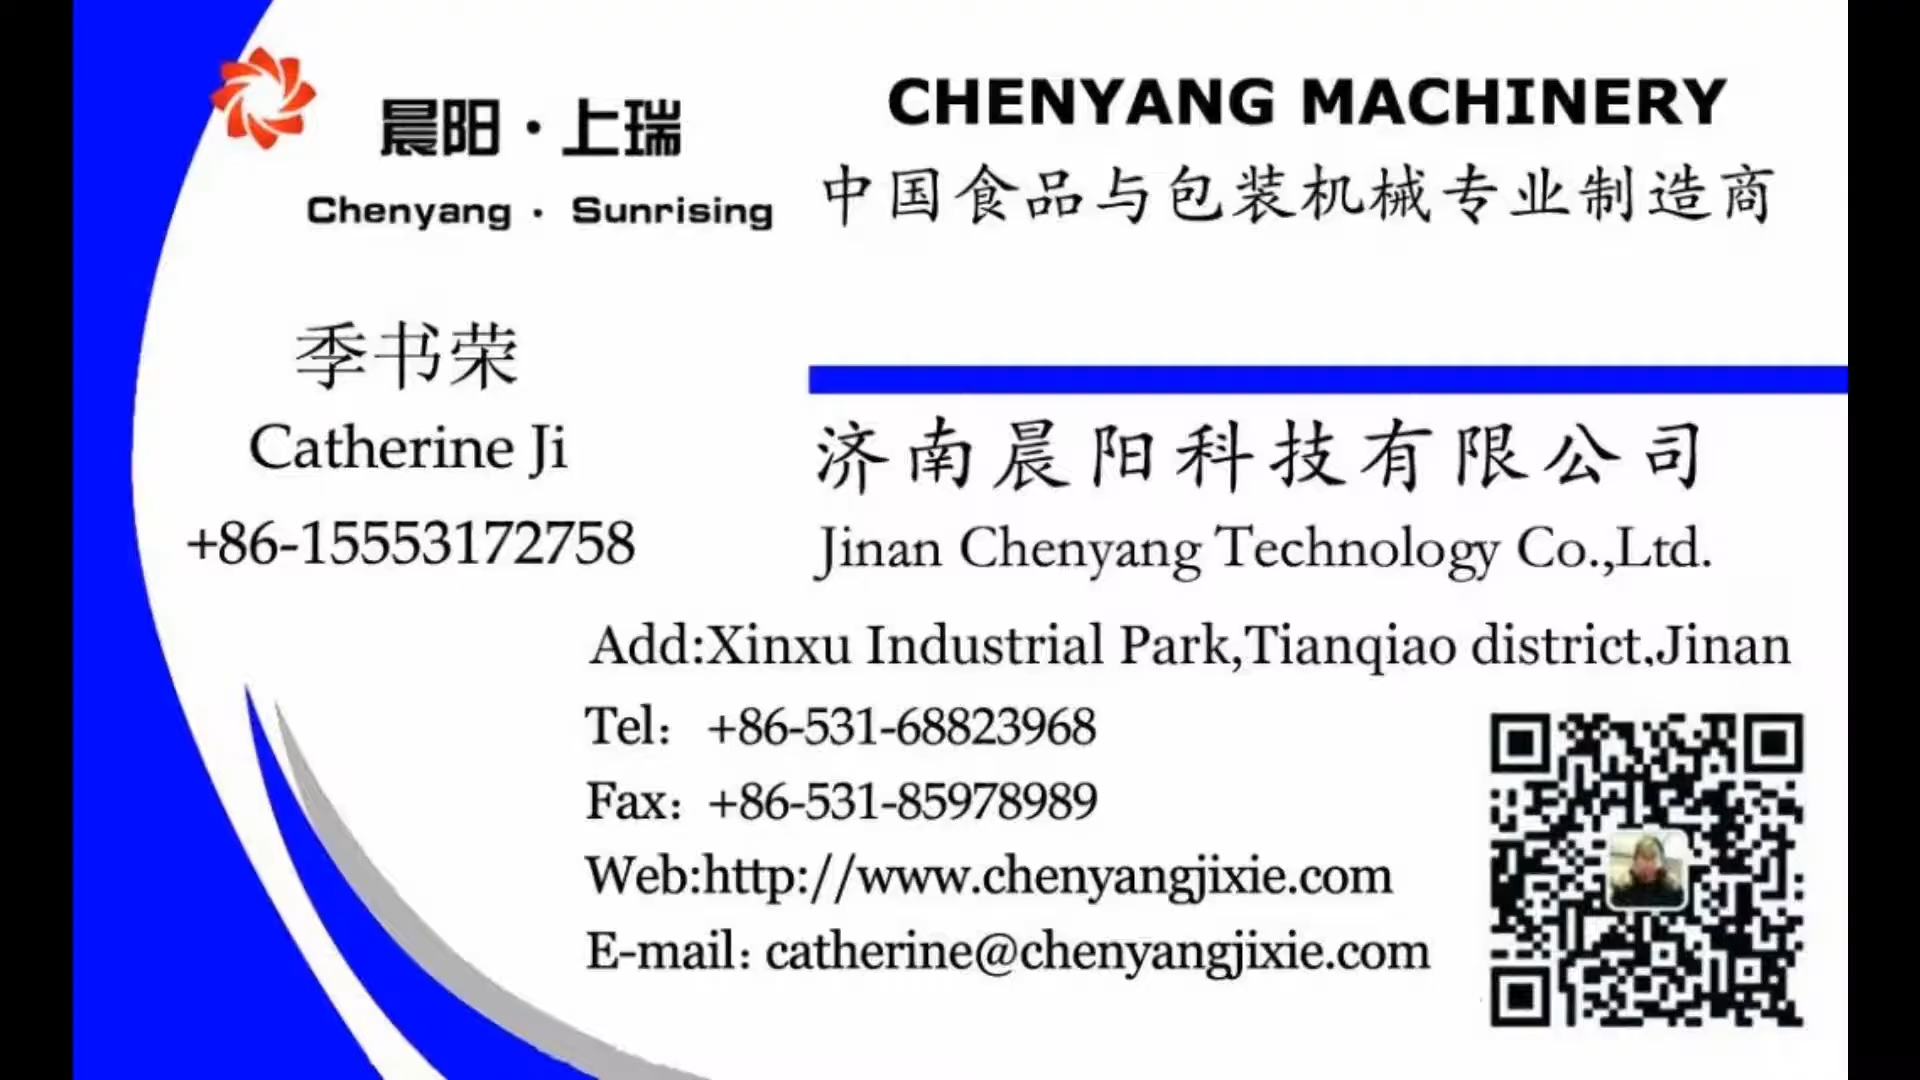 晨阳·上瑞
Chenyang · Sunrising
CHENYANG MACHINERY
中国食品与包装机械专业制造商
季书荣
Catherine Ji
+86-15553172758
济南晨阳科技有限公司
Jinan Chenyang Technology Co.,Ltd.
Add:Xinxu Industrial Park,Tianqiao district,Jinan
Tel：+86-531-68823968
Fax：+86-531-85978989
Web:http://www.chenyangjixie.com
E-mail：catherine@chenyangjixie.com